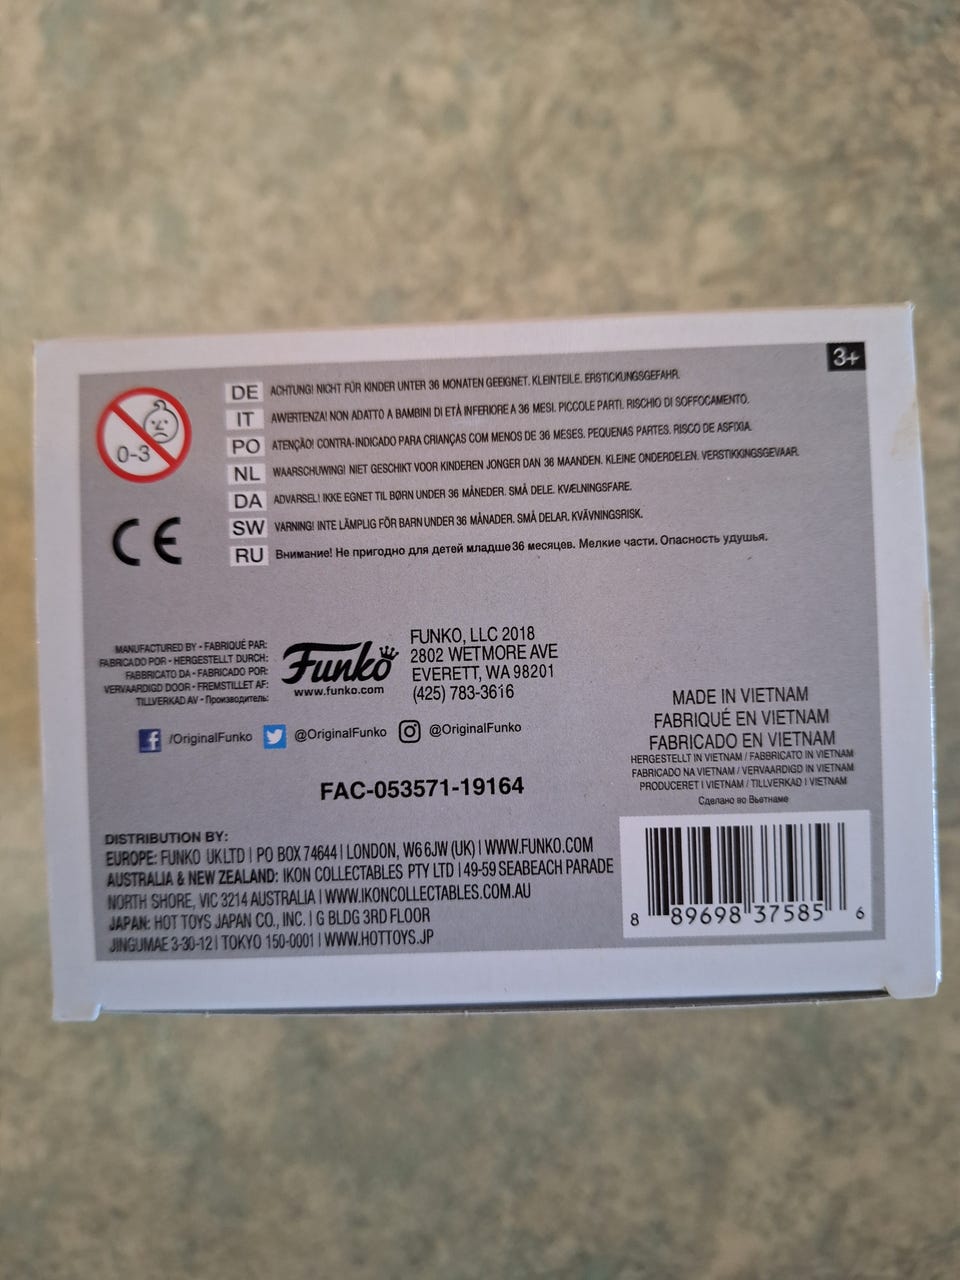 3+
0-3
DE ACHTUNG! NICHT FÜR KINDER UNTER 36 MONATEN GEEIGNET. KLEINTEILE. ERSTICKUNGSGEFAHR.
IT AWERTENZA! NON ADATTO A BAMBINI DI ETÀ INFERIORE A 36 MESI. PICCOLE PARTI. RISCHIO DI SOFFOCAMENTO.
PO ATENÇÃO! CONTRA-INDICADO PARA CRIANÇAS COM MENOS DE 36 MESES. PEQUENAS PARTES. RISCO DE ASFIXIA.
NL WAARSCHUWING! NIET GESCHIKT VOOR KINDEREN JONGER DAN 36 MAANDEN. KLEINE ONDERDELEN. VERSTIKKINGSGEVAAR.
DA ADVARSEL! IKKE EGNET TIL BØRN UNDER 36 MÅNEDER. SMÅ DELE. KVÆLNINGSFARE.
SW VARNING! INTE LÄMPLIG FÖR BARN UNDER 36 MÅNADER. SMÅ DELAR. KVÄVNINGSRISK.
RU Внимание! Не пригодно для детей младше 36 месяцев. Мелкие части. Опасность удушья.
CE
MANUFACTURED BY - FABRIQUÉ PAR:
FABRICADO POR - HERGESTELLT DURCH:
FABBRICATO DA - FABRICADO POR:
VERVAARDIGD DOOR - FREMSTILLET AF:
TILLVERKAD AV - Производитель:
Funko
www.funko.com
FUNKO, LLC 2018
2802 WETMORE AVE
EVERETT, WA 98201
(425) 783-3616
/OriginalFunko @OriginalFunko @OriginalFunko
FAC-053571-19164
MADE IN VIETNAM
FABRIQUÉ EN VIETNAM
FABRICADO EN VIETNAM
HERGESTELLT IN VIETNAM / FABBRICATO IN VIETNAM
FABRICADO NA VIETNAM / VERVAARDIGD IN VIETNAM
PRODUCERET I VIETNAM / TILLVERKAD I VIETNAM
Сделано во Вьетнаме
DISTRIBUTION BY:
EUROPE: FUNKO UK LTD | PO BOX 74644 | LONDON, W6 6JW (UK) | WWW.FUNKO.COM
AUSTRALIA & NEW ZEALAND: IKON COLLECTABLES PTY LTD | 49-59 SEABEACH PARADE
NORTH SHORE, VIC 3214 AUSTRALIA | WWW.IKONCOLLECTABLES.COM.AU
JAPAN: HOT TOYS JAPAN CO., INC. | G BLDG 3RD FLOOR
JINGUMAE 3-30-12 | TOKYO 150-0001 | WWW.HOTTOYS.JP
8 89698 37585 6